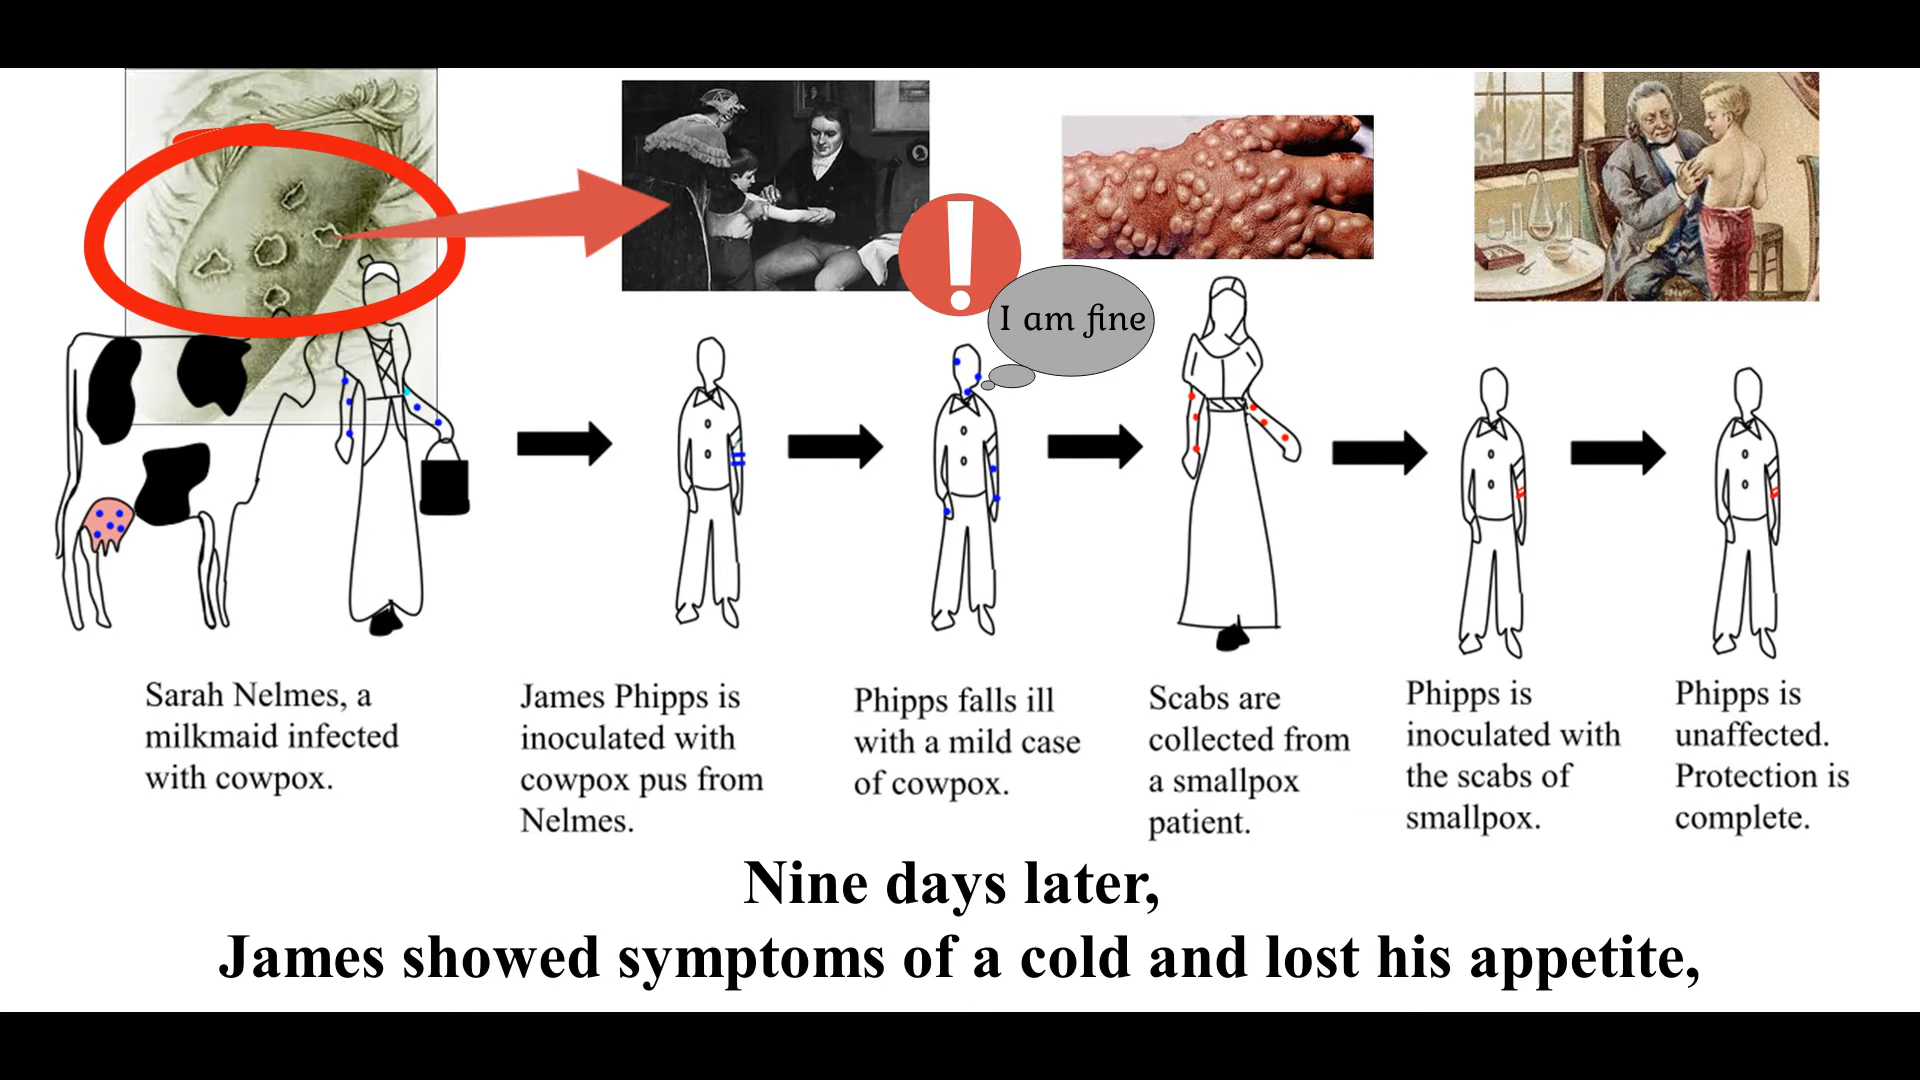 I am fine
Sarah Nelmes, a
milkmaid infected
with cowpox.
James Phipps is
inoculated with
cowpox pus from
Nelmes.
Phipps falls ill
with a mild case
of cowpox.
Scabs are
collected from
a smallpox
patient.
Phipps is
inoculated with
the scabs of
smallpox.
Phipps is
unaffected.
Protection is
complete.
Nine days later,
James showed symptoms of a cold and lost his appetite,